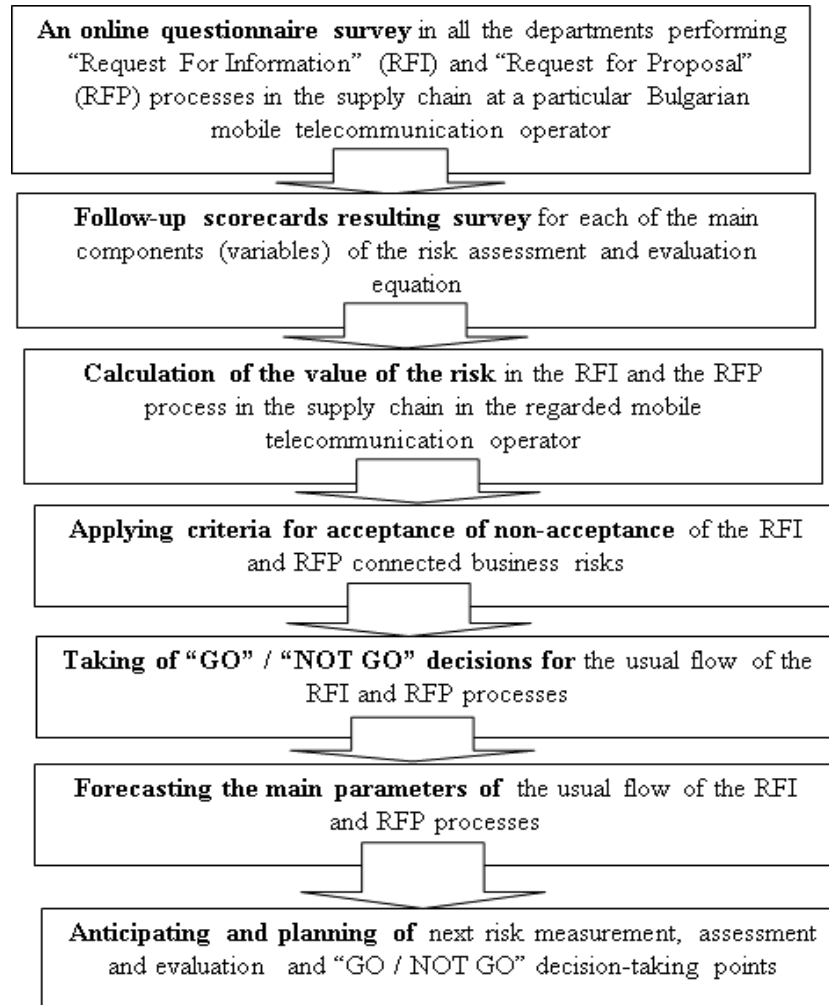 An online questionnaire survey in all the departments performing
“Request For Information” (RFI) and “Request for Proposal”
(RFP) processes in the supply chain at a particular Bulgarian
mobile telecommunication operator
Follow-up scorecards resulting survey for each of the main
components (variables) of the risk assessment and evaluation
equation
Calculation of the value of the risk in the RFI and the RFP
process in the supply chain in the regarded mobile
telecommunication operator
Applying criteria for acceptance of non-acceptance of the RFI
and RFP connected business risks
Taking of “GO” / “NOT GO” decisions for the usual flow of the
RFI and RFP processes
Forecasting the main parameters of the usual flow of the RFI
and RFP processes
Anticipating and planning of next risk measurement, assessment
and evaluation and “GO / NOT GO” decision-taking points